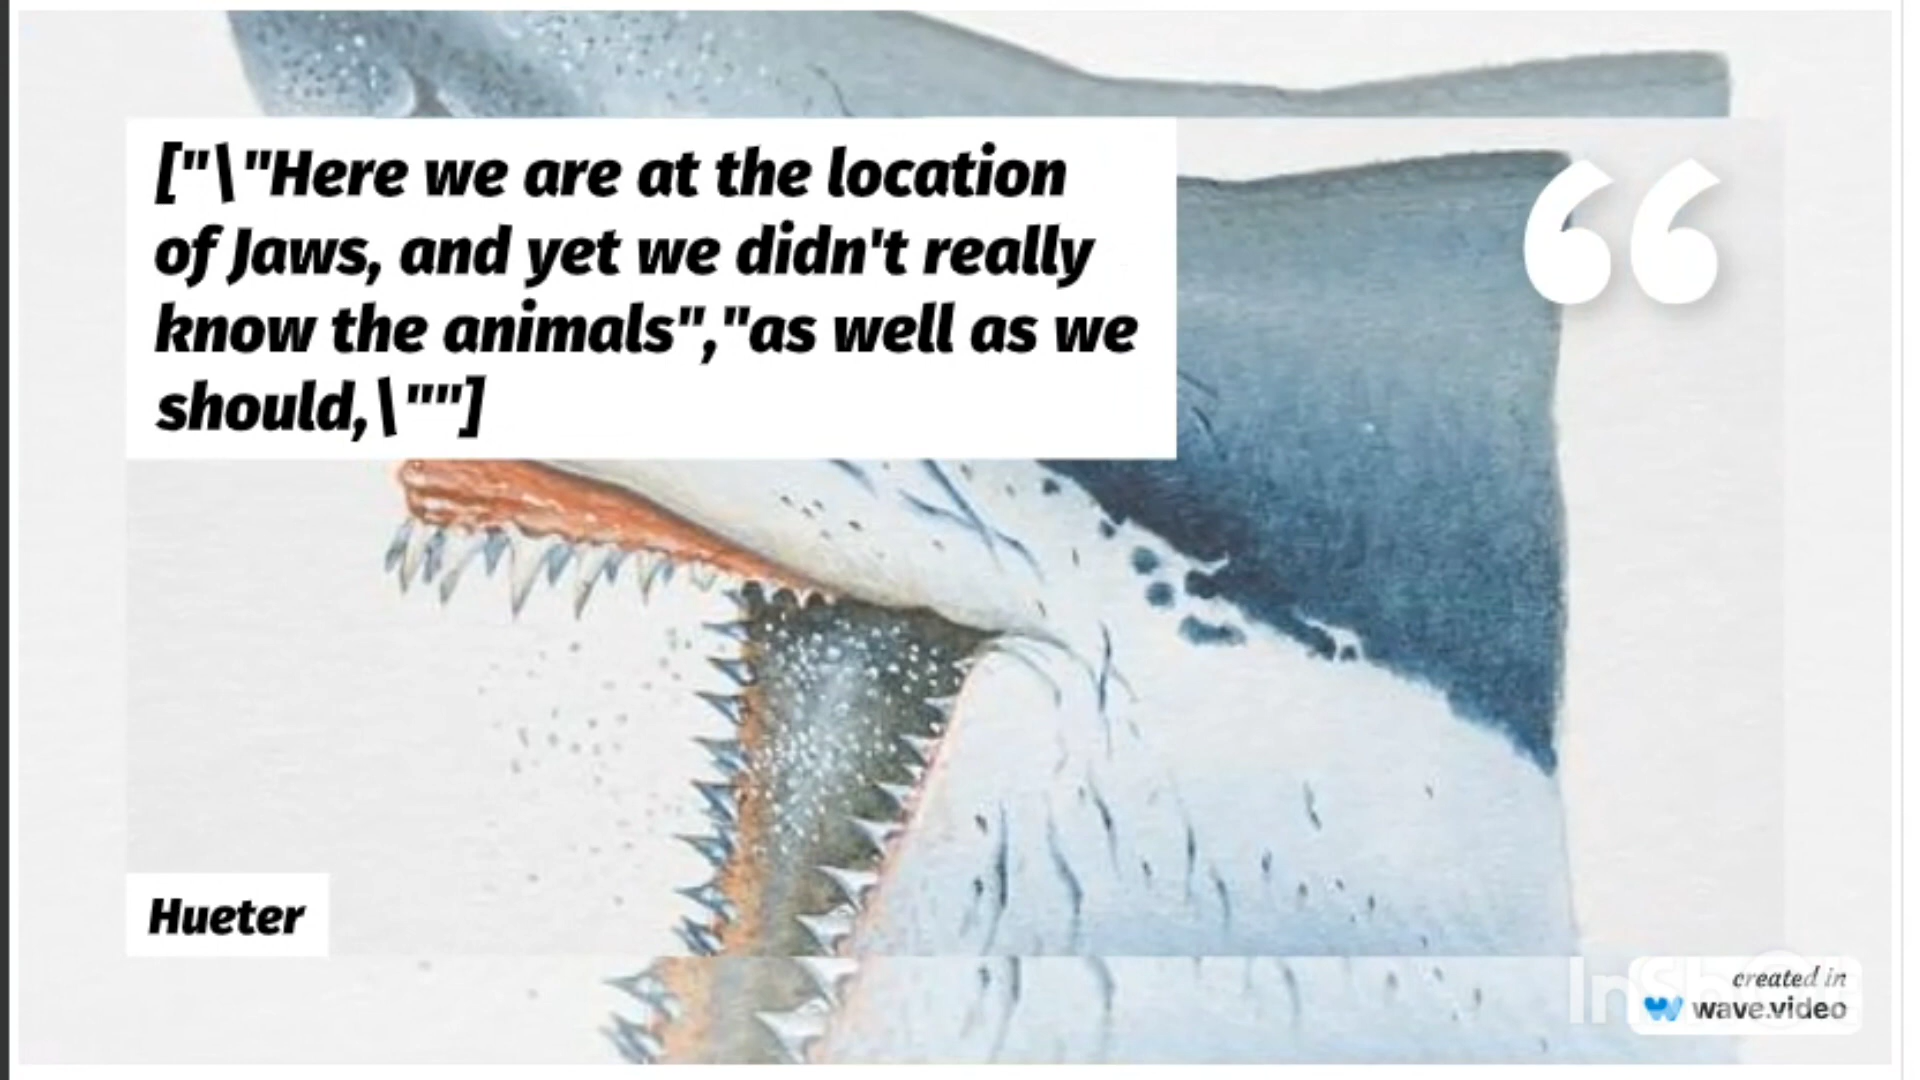 ["\"Here we are at the location
of Jaws, and yet we didn't really
know the animals","as well as we
should,\""]
“
Hueter
InShot
created in
wave.video